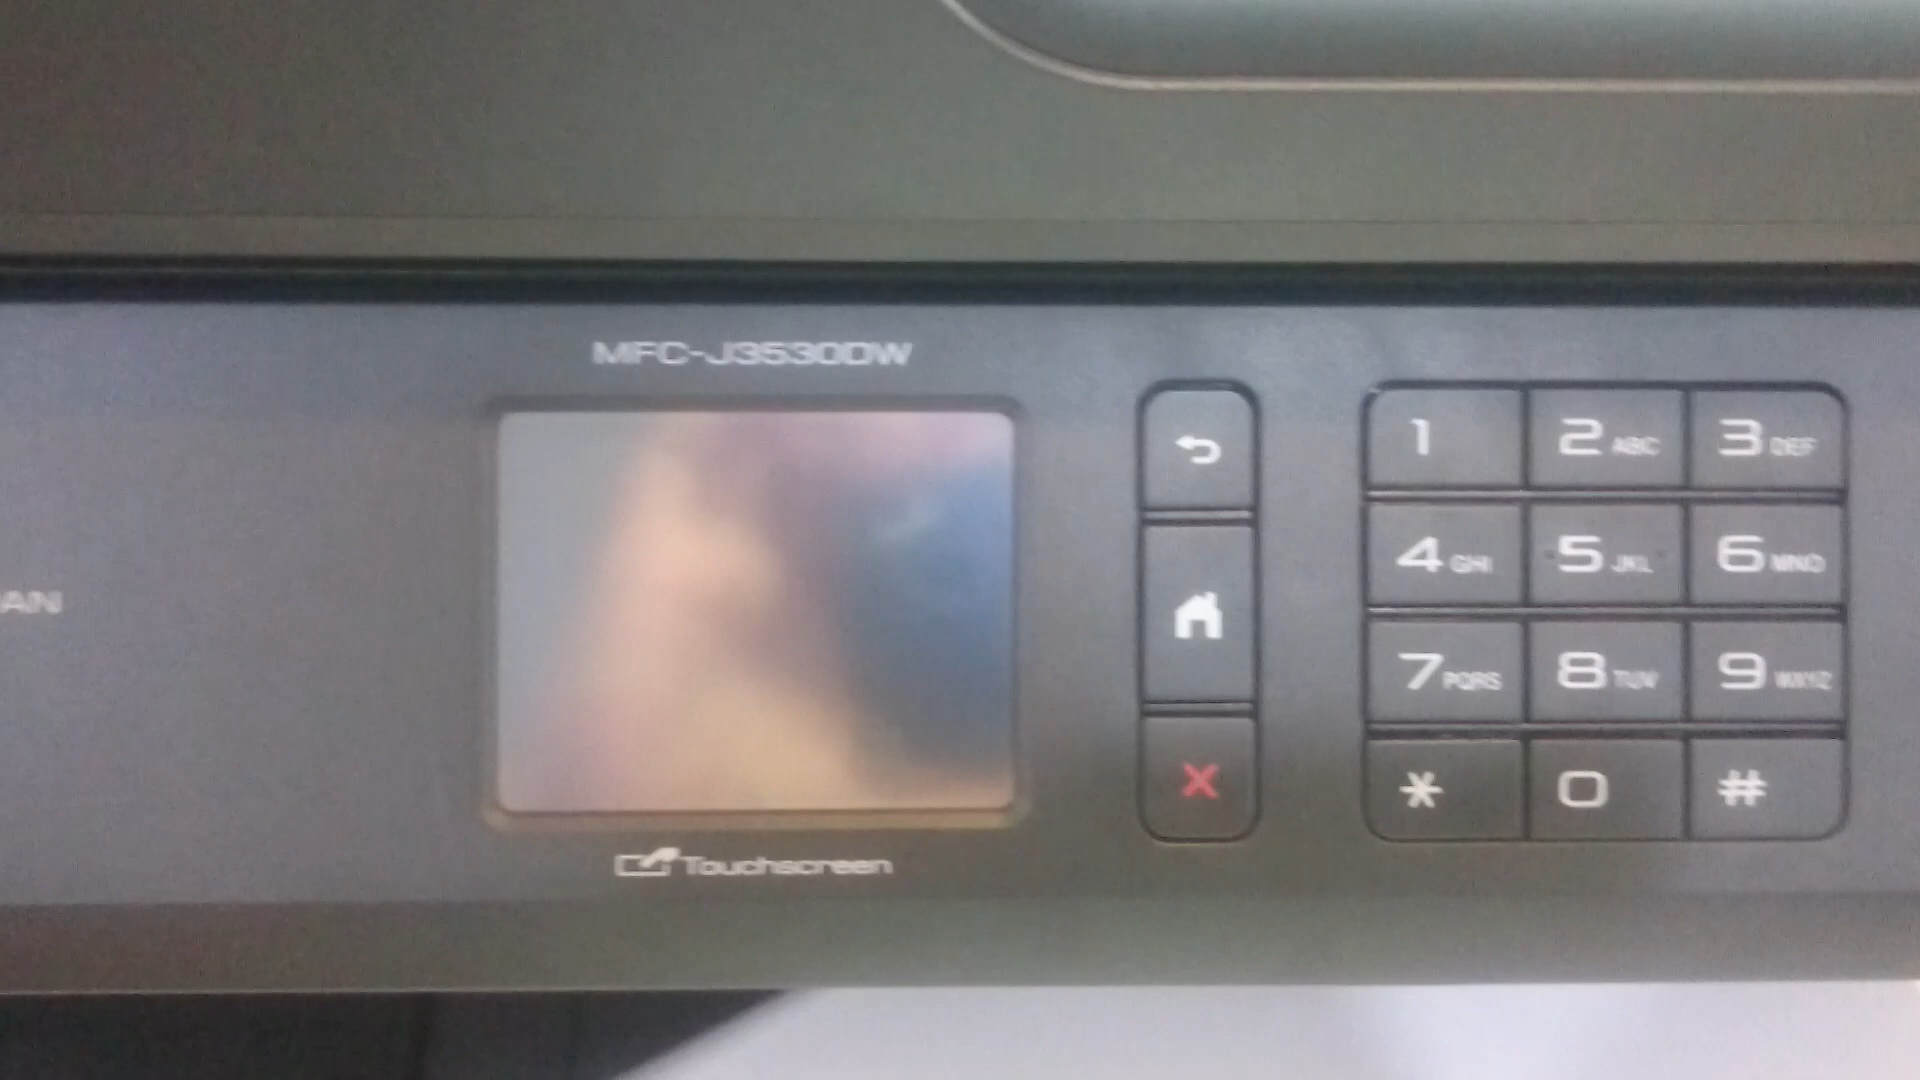 MFC-J3530DW
1 2 ABC 3 DEF
4 GHI 5 JKL 6 MNO
AN
7 PQRS 8 TUV 9 WXYZ
* 0 #
Touchscreen